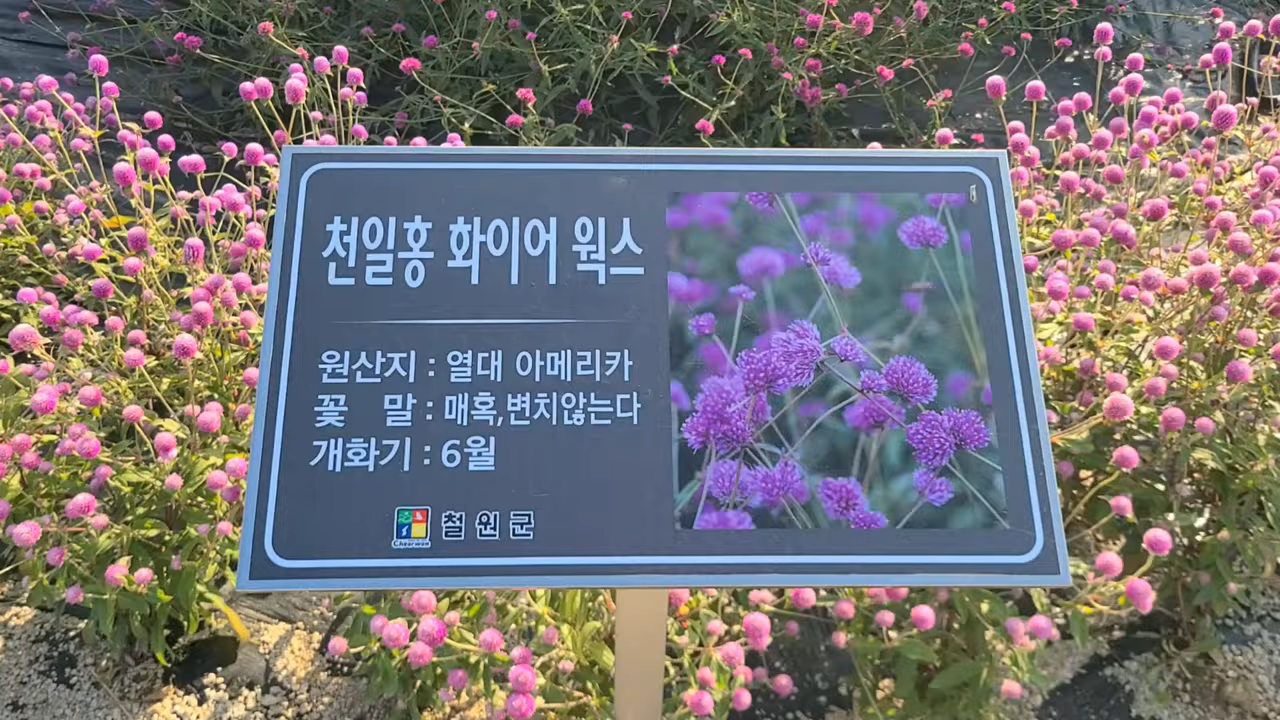 천일홍 화이어 웍스
원산지 : 열대 아메리카
꽃 말 : 매혹,변치않는다
개화기 : 6월
철원군